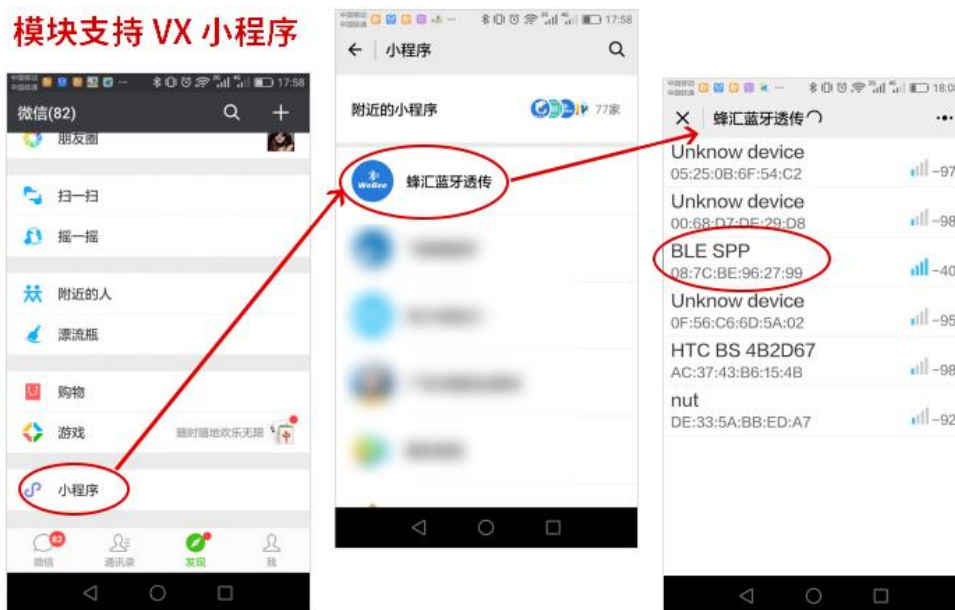 模块支持 VX 小程序
17:58
微信(82)
朋友圈
扫一扫
摇一摇
附近的人
漂流瓶
购物
游戏
随时随地欢乐无限
小程序
82
微信
通讯录
发现
我
17:58
小程序
附近的小程序
77家
WeBee
蜂汇蓝牙透传
18:0
蜂汇蓝牙透传
Unknow device
05:25:0B:6F:54:C2
-97
Unknow device
00:68:D7:DE:29:D8
-98
BLE SPP
08:7C:BE:96:27:99
-40
Unknow device
0F:56:C6:6D:5A:02
-95
HTC BS 4B2D67
AC:37:43:B6:15:4B
-98
nut
DE:33:5A:BB:ED:A7
-92